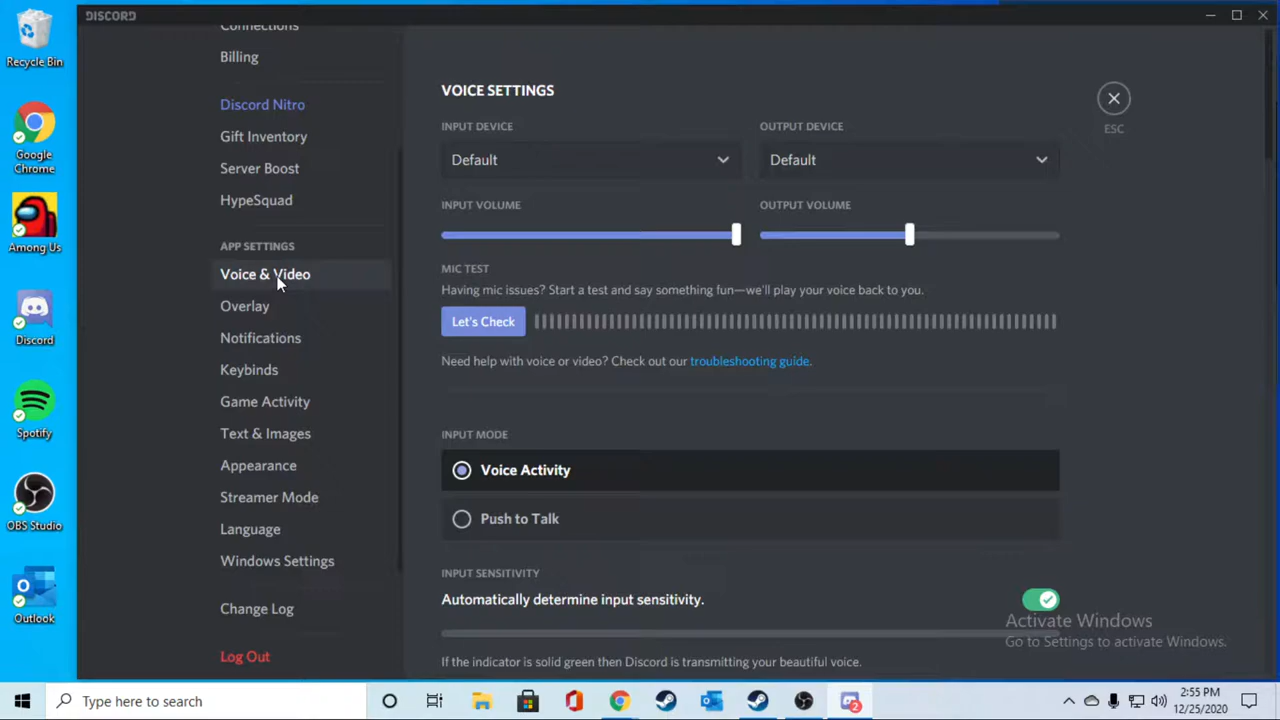 DISCORD
Recycle Bin
Google
Chrome
Among Us
Discord
Spotify
OBS Studio
Outlook
Connections
Billing
Discord Nitro
Gift Inventory
Server Boost
HypeSquad
APP SETTINGS
Voice & Video
Overlay
Notifications
Keybinds
Game Activity
Text & Images
Appearance
Streamer Mode
Language
Windows Settings
Change Log
Log Out
VOICE SETTINGS
ESC
INPUT DEVICE
OUTPUT DEVICE
Default
Default
INPUT VOLUME
OUTPUT VOLUME
MIC TEST
Having mic issues? Start a test and say something fun—we'll play your voice back to you.
Let's Check
Need help with voice or video? Check out our troubleshooting guide.
INPUT MODE
Voice Activity
Push to Talk
INPUT SENSITIVITY
Automatically determine input sensitivity.
If the indicator is solid green then Discord is transmitting your beautiful voice.
Activate Windows
Go to Settings to activate Windows.
Type here to search
2
2:55 PM
12/25/2020